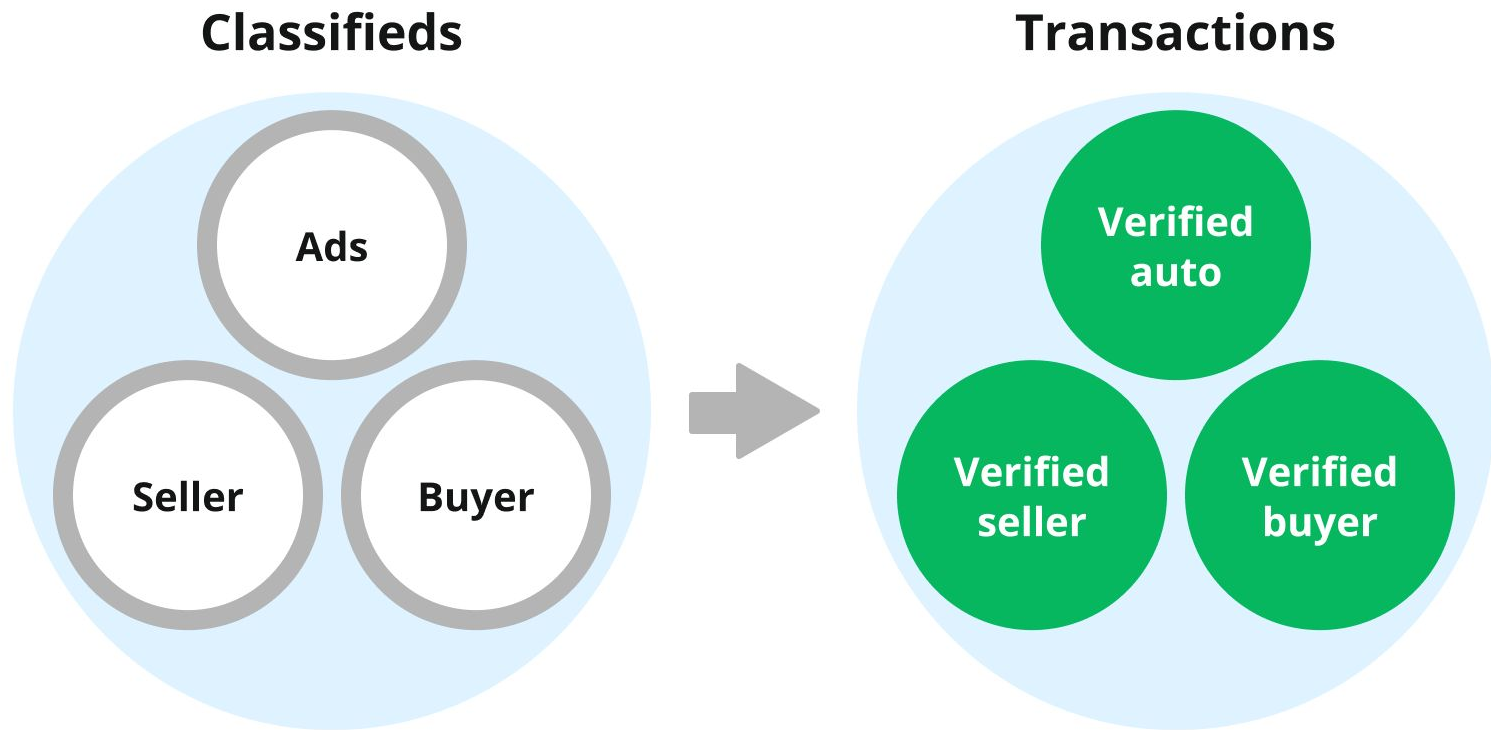 Classifieds
Transactions
Ads
Seller
Buyer
Verified
auto
Verified
seller
Verified
buyer